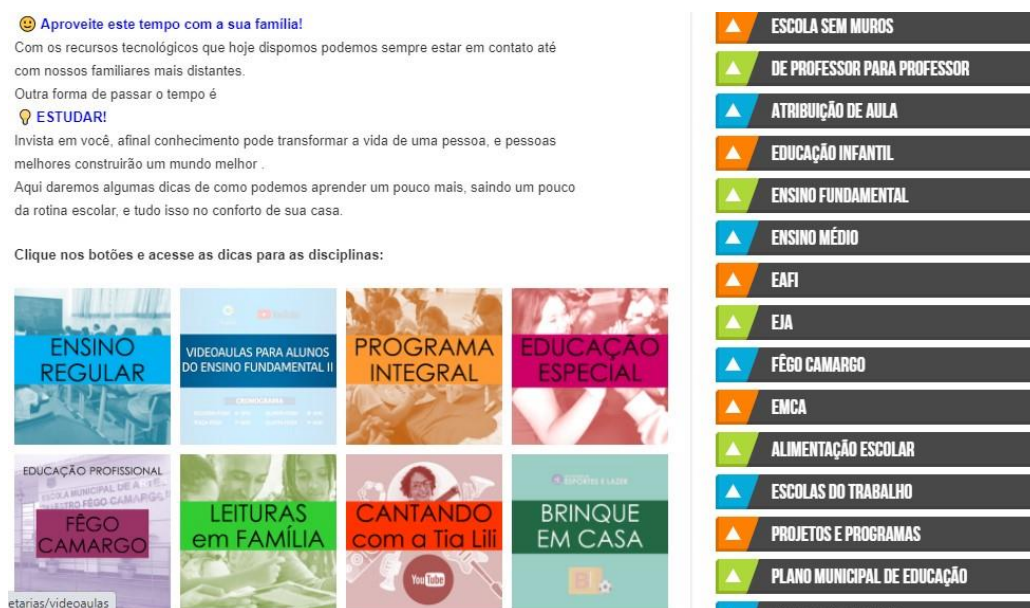 Aproveite este tempo com a sua família!
Com os recursos tecnológicos que hoje dispomos podemos sempre estar em contato até
com nossos familiares mais distantes.
Outra forma de passar o tempo é
ESTUDAR!
Invista em você, afinal conhecimento pode transformar a vida de uma pessoa, e pessoas
melhores construirão um mundo melhor .
Aqui daremos algumas dicas de como podemos aprender um pouco mais, saindo um pouco
da rotina escolar, e tudo isso no conforto de sua casa.
Clique nos botões e acesse as dicas para as disciplinas:
ENSINO
REGULAR
VIDEOAULAS PARA ALUNOS
DO ENSINO FUNDAMENTAL II
CRONOGRAMA
PROGRAMA
INTEGRAL
EDUCAÇÃO
ESPECIAL
EDUCAÇÃO PROFISSIONAL
ESCOLA MUNICIPAL DE
MAESTRO FÊGO CAMARGO
FÊGO
CAMARGO
LEITURAS
em FAMÍLIA
CANTANDO
com a Tia Lili
YouTube
BRINQUE
EM CASA
etarias/videoaulas
ESCOLA SEM MUROS
DE PROFESSOR PARA PROFESSOR
ATRIBUIÇÃO DE AULA
EDUCAÇÃO INFANTIL
ENSINO FUNDAMENTAL
ENSINO MÉDIO
EAFI
EJA
FÊGO CAMARGO
EMCA
ALIMENTAÇÃO ESCOLAR
ESCOLAS DO TRABALHO
PROJETOS E PROGRAMAS
PLANO MUNICIPAL DE EDUCAÇÃO